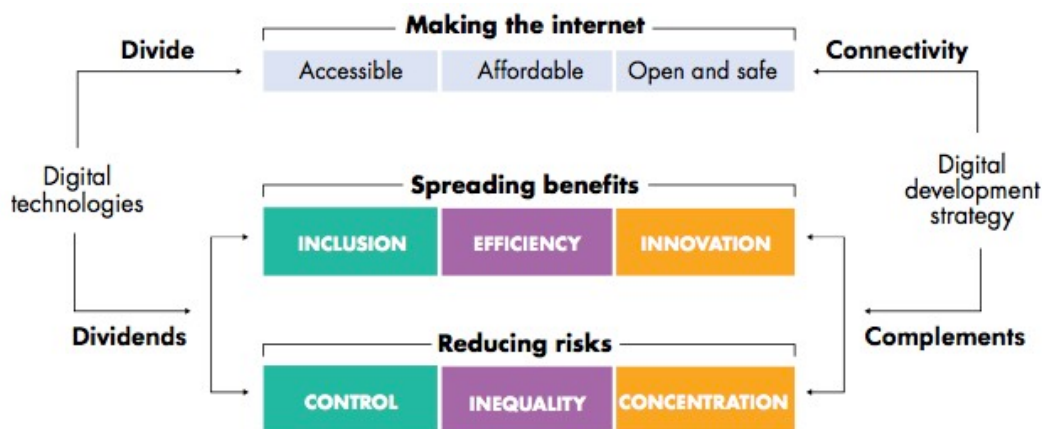 Making the internet
Divide
Connectivity
Accessible
Affordable
Open and safe
Digital
technologies
Digital
development
strategy
Spreading benefits
INCLUSION
EFFICIENCY
INNOVATION
Dividends
Complements
Reducing risks
CONTROL
INEQUALITY
CONCENTRATION